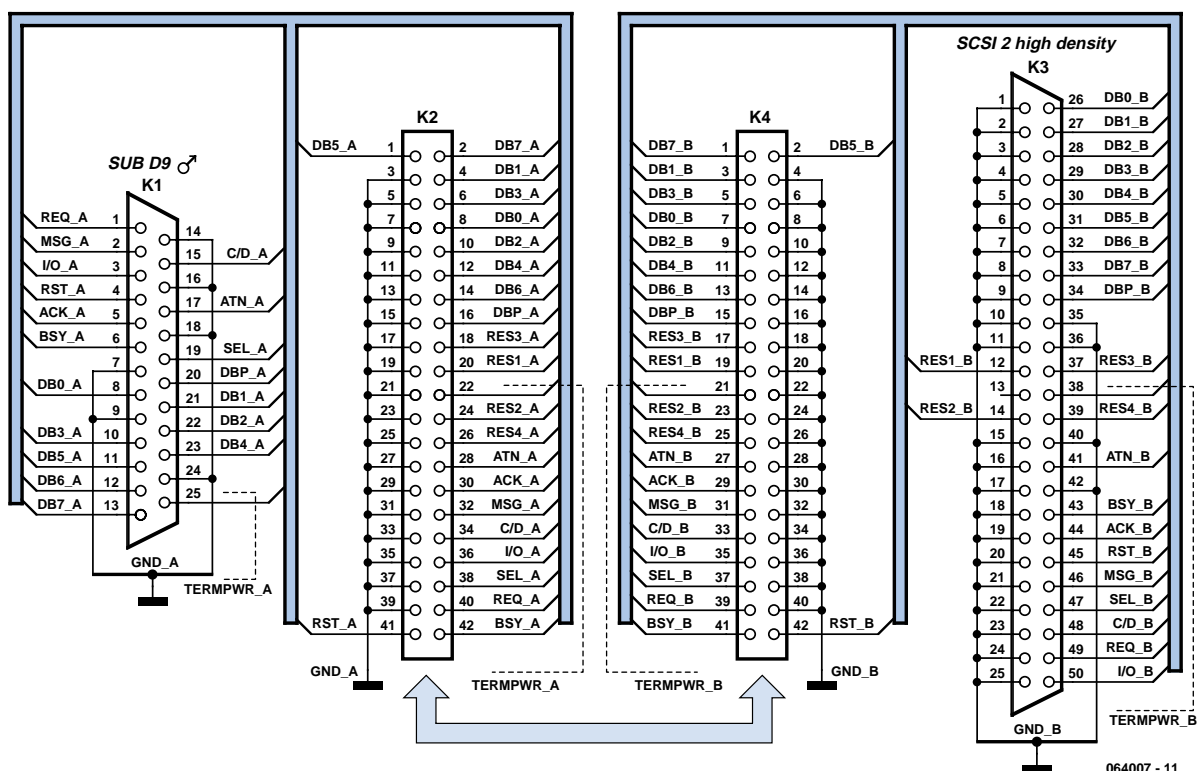 SUB D9 ♂
K1
REQ_A 1
MSG_A 2
I/O_A 3
RST_A 4
ACK_A 5
BSY_A 6
7
DB0_A 8
9
DB3_A 10
DB5_A 11
DB6_A 12
DB7_A 13
14
15 C/D_A
16
17 ATN_A
18
19 SEL_A
20 DBP_A
21 DB1_A
22 DB2_A
23 DB4_A
24
25
GND_A
TERMPWR_A
K2
DB5_A 1 2 DB7_A
3 4 DB1_A
5 6 DB3_A
7 8 DB0_A
9 10 DB2_A
11 12 DB4_A
13 14 DB6_A
15 16 DBP_A
17 18 RES3_A
19 20 RES1_A
21 22
23 24 RES2_A
25 26 RES4_A
27 28 ATN_A
29 30 ACK_A
31 32 MSG_A
33 34 C/D_A
35 36 I/O_A
37 38 SEL_A
39 40 REQ_A
RST_A 41 42 BSY_A
GND_A
TERMPWR_A
K4
DB7_B 1 2 DB5_B
DB1_B 3 4
DB3_B 5 6
DB0_B 7 8
DB2_B 9 10
DB4_B 11 12
DB6_B 13 14
DBP_B 15 16
RES3_B 17 18
RES1_B 19 20
21 22
RES2_B 23 24
RES4_B 25 26
ATN_B 27 28
ACK_B 29 30
MSG_B 31 32
C/D_B 33 34
I/O_B 35 36
SEL_B 37 38
REQ_B 39 40
BSY_B 41 42 RST_B
TERMPWR_B
GND_B
SCSI 2 high density
K3
1 26 DB0_B
2 27 DB1_B
3 28 DB2_B
4 29 DB3_B
5 30 DB4_B
6 31 DB5_B
7 32 DB6_B
8 33 DB7_B
9 34 DBP_B
10 35
11 36
RES1_B 12 37 RES3_B
13 38
RES2_B 14 39 RES4_B
15 40
16 41 ATN_B
17 42
18 43 BSY_B
19 44 ACK_B
20 45 RST_B
21 46 MSG_B
22 47 SEL_B
23 48 C/D_B
24 49 REQ_B
25 50 I/O_B
TERMPWR_B
GND_B
064007 - 11